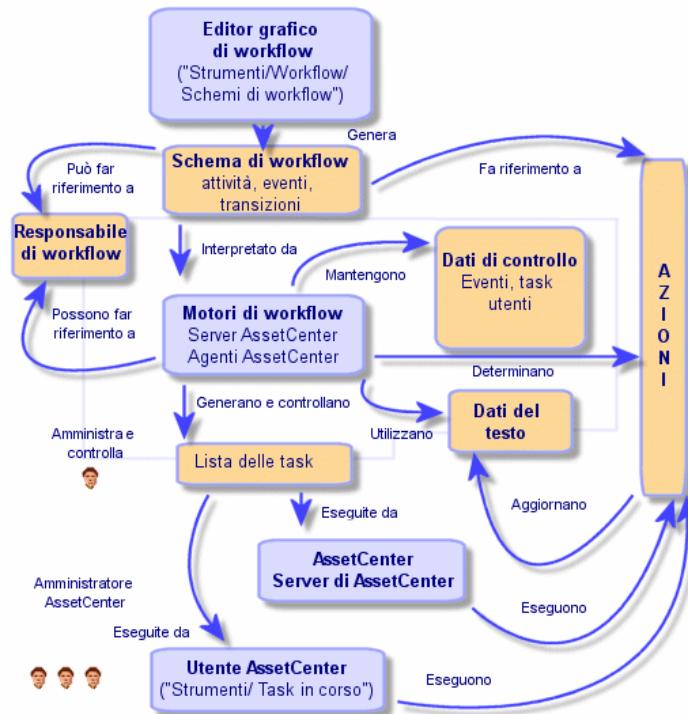 Editor grafico
di workflow
("Strumenti/Workflow/
Schemi di workflow")
Genera
Può far
riferimento a
Schema di workflow
attività, eventi,
transizioni
Fa riferimento a
Responsabile
di workflow
Interpretato da
Mantengono
Dati di controllo
Eventi, task
utenti
AZIONI
Possono far
riferimento a
Motori di workflow
Server AssetCenter
Agenti AssetCenter
Determinano
Generano e controllano
Utilizzano
Dati del
testo
Amministra e
controlla
Lista delle task
Eseguite da
Aggiornano
AssetCenter
Server di AssetCenter
Amministratore
AssetCenter
Eseguono
Eseguite da
Utente AssetCenter
("Strumenti/ Task in corso")
Eseguono